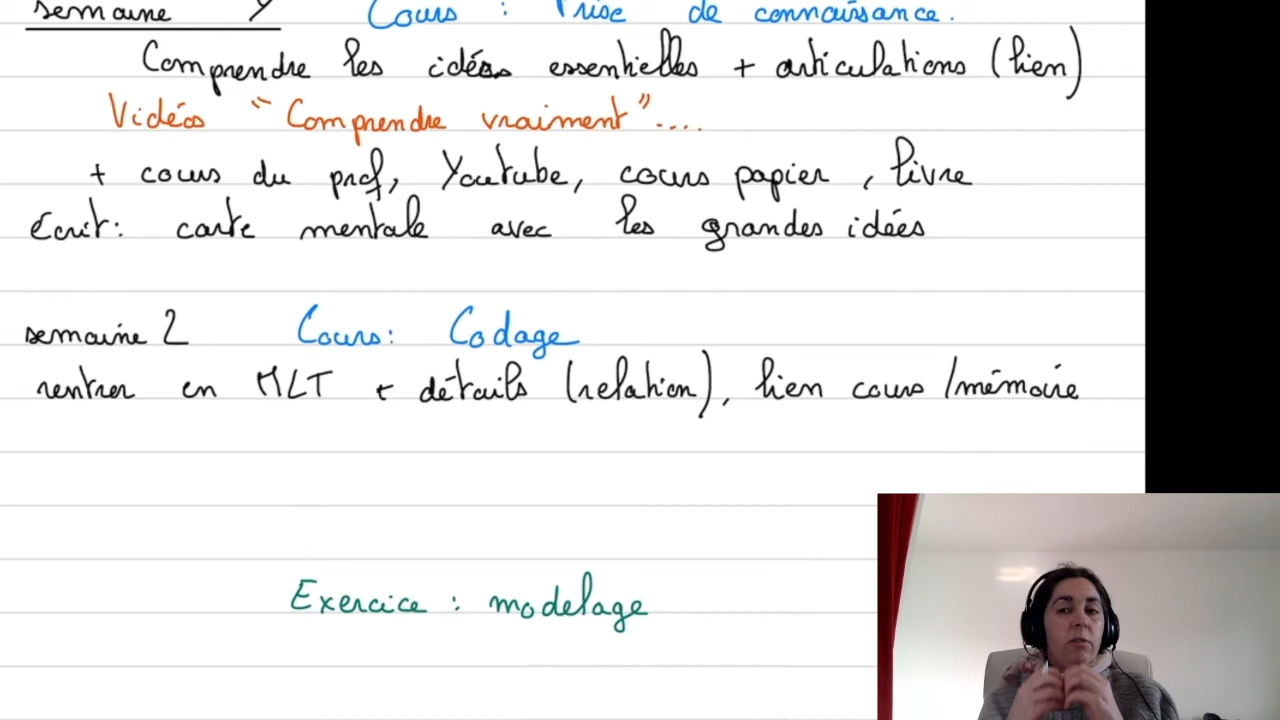 semaine 1 Cours : Prise de connaissance.
Comprendre les idées essentielles + articulations (lien)
Vidéos "Comprendre vraiment"....
+ cours du prof, Youtube, cours papier, livre
Ecrit: carte mentale avec les grandes idées
semaine 2 Cours: Codage
rentrer en MLT + détails (relation), lien cours /mémoire
Exercice : modelage